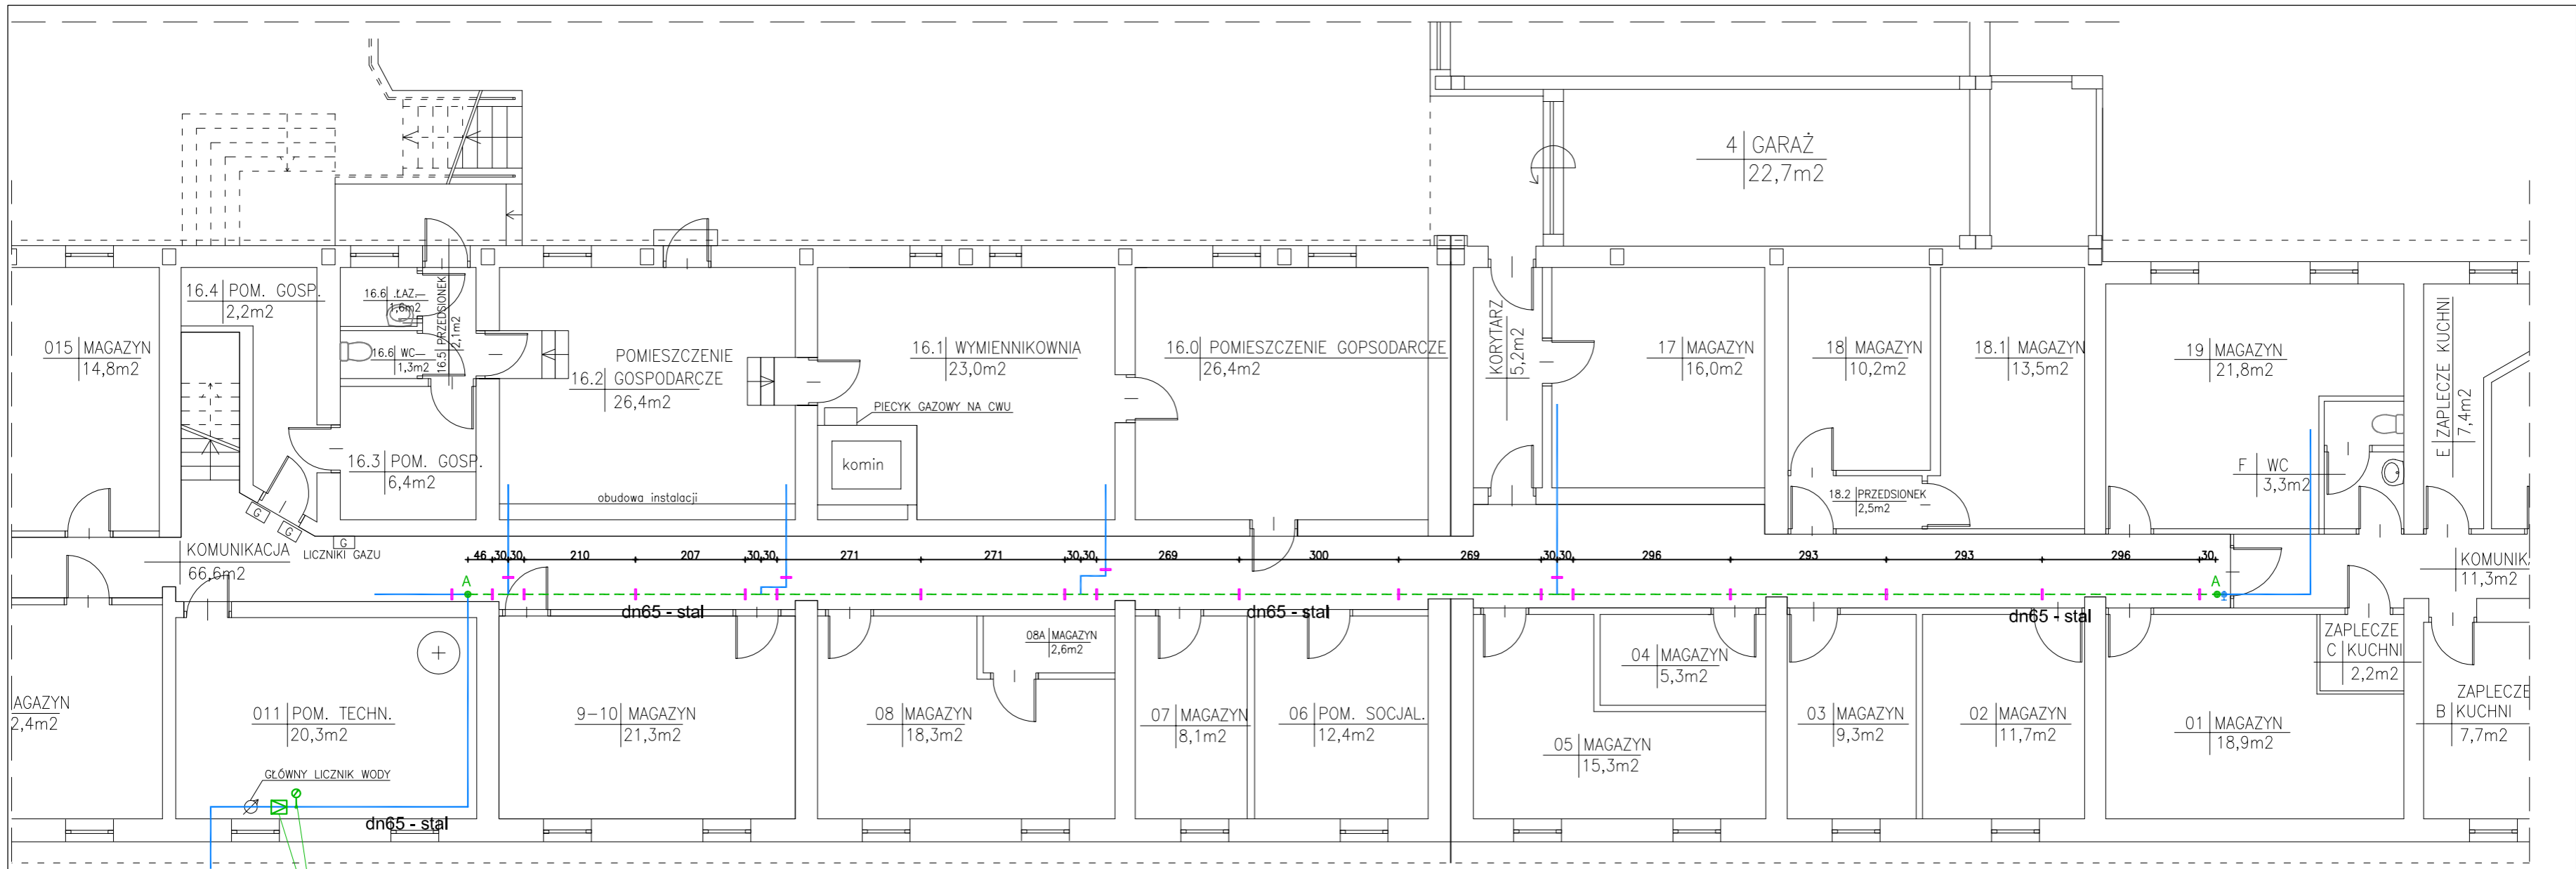 4 GARAŻ
22,7m2
16.4 POM. GOSP.
2,2m2
16.6 ŁAZ.
1,6m2
16.5 PRZEDSIONEK
2,1m2
16.6 WC
1,3m2
015 MAGAZYN
14,8m2
POMIESZCZENIE
16.2 GOSPODARCZE
26,4m2
16.1 WYMIENNIKOWNIA
23,0m2
16.0 POMIESZCZENIE GOPSODARCZE
26,4m2
KORYTARZ
5,2m2
17 MAGAZYN
16,0m2
18 MAGAZYN
10,2m2
18.1 MAGAZYN
13,5m2
19 MAGAZYN
21,8m2
E ZAPLECZE KUCHNI
7,4m2
PIECYK GAZOWY NA CWU
komin
16.3 POM. GOSP.
6,4m2
obudowa instalacji
18.2 PRZEDSIONEK
2,5m2
F WC
3,3m2
G
G
G
KOMUNIKACJA
66,6m2
LICZNIKI GAZU
46 30 30 210 207 30 30 271 271 30 30 269 300 269 30 30 296 293 293 296 30
KOMUNIK
11,3m2
A
A
dn65 - stal
dn65 - stal
dn65 - stal
08A MAGAZYN
2,6m2
04 MAGAZYN
5,3m2
ZAPLECZE
C KUCHNI
2,2m2
AGAZYN
2,4m2
011 POM. TECHN.
20,3m2
9-10 MAGAZYN
21,3m2
08 MAGAZYN
18,3m2
07 MAGAZYN
8,1m2
06 POM. SOCJAL.
12,4m2
05 MAGAZYN
15,3m2
03 MAGAZYN
9,3m2
02 MAGAZYN
11,7m2
01 MAGAZYN
18,9m2
ZAPLECZE
B KUCHNI
7,7m2
GŁÓWNY LICZNIK WODY
dn65 - stal